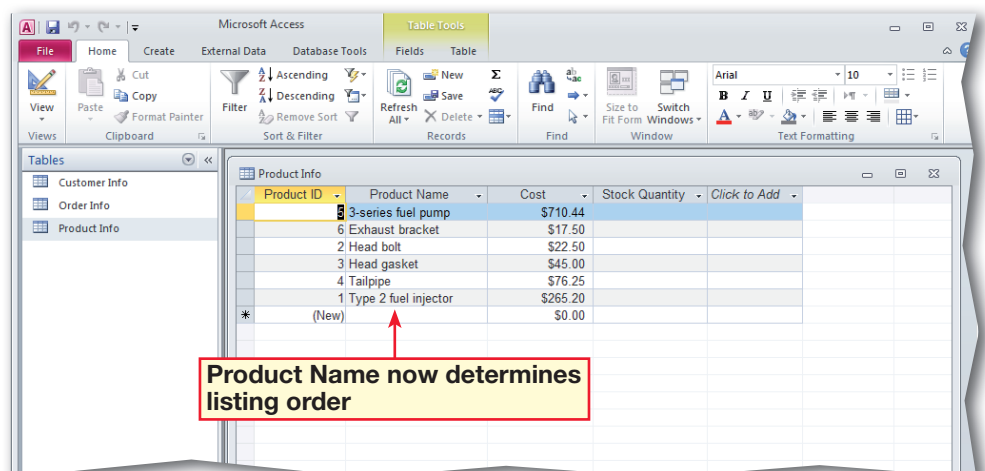 Microsoft Access
Table Tools
File Home Create External Data Database Tools Fields Table
View
Views
Paste
Cut
Copy
Format Painter
Clipboard
Filter
Ascending
Descending
Remove Sort
Sort & Filter
Refresh All
New
Save
Delete
Records
Find
Find
Size to Fit Form
Switch Windows
Window
Arial 10
B I U
Text Formatting
Tables
Customer Info
Order Info
Product Info
Product Info
Product ID Product Name Cost Stock Quantity Click to Add
5 3-series fuel pump $710.44
6 Exhaust bracket $17.50
2 Head bolt $22.50
3 Head gasket $45.00
4 Tailpipe $76.25
1 Type 2 fuel injector $265.20
* (New) $0.00
Product Name now determines
listing order